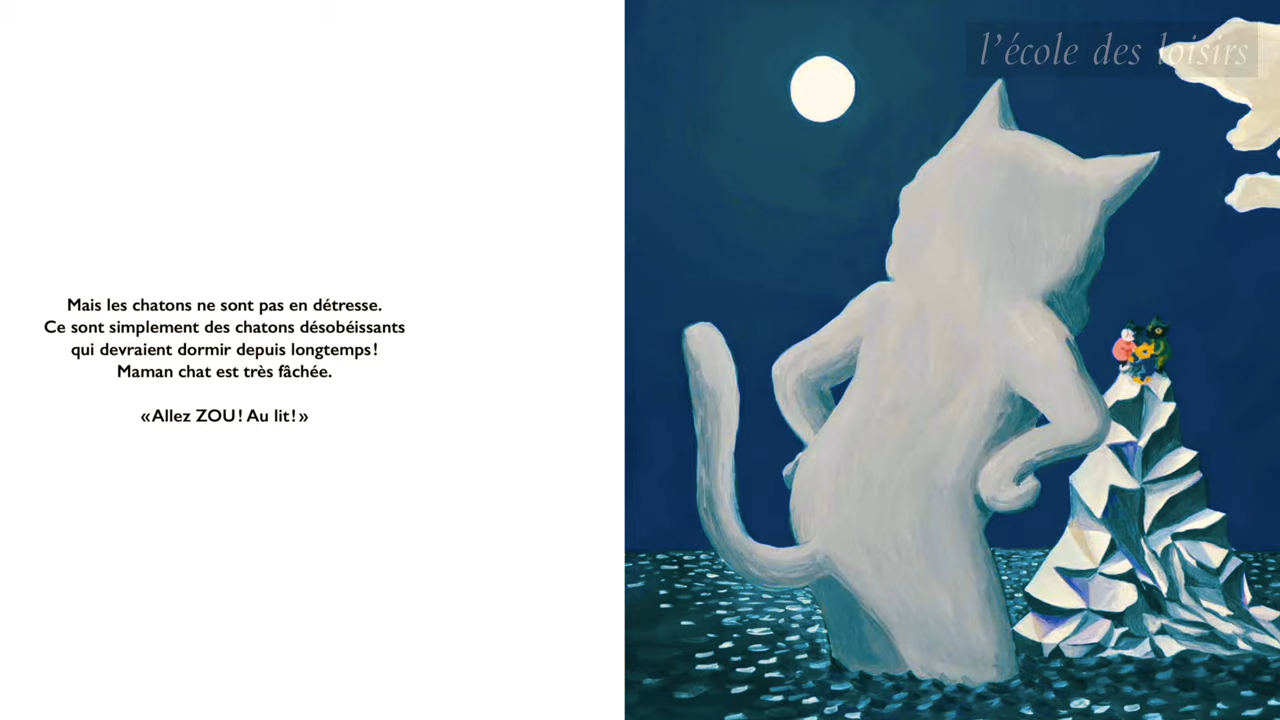 l'école des loisirs
Mais les chatons ne sont pas en détresse.
Ce sont simplement des chatons désobéissants
qui devraient dormir depuis longtemps !
Maman chat est très fâchée.
« Allez ZOU ! Au lit ! »